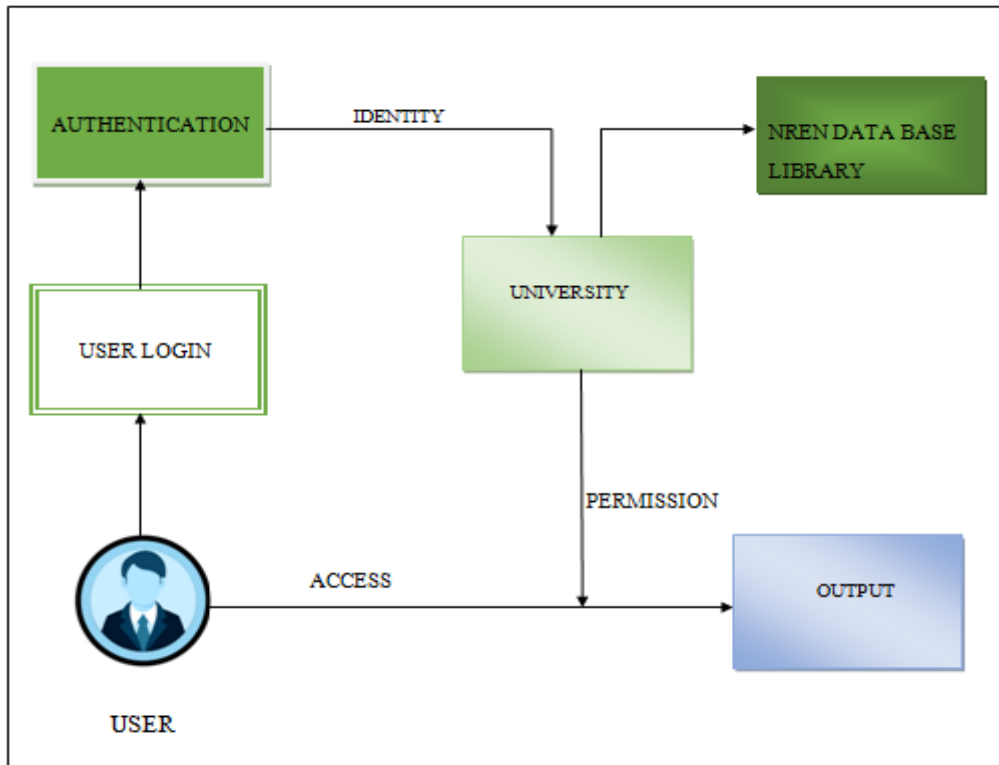 AUTHENTICATION
IDENTITY
NREN DATA BASE
LIBRARY
UNIVERSITY
USER LOGIN
PERMISSION
ACCESS
OUTPUT
USER